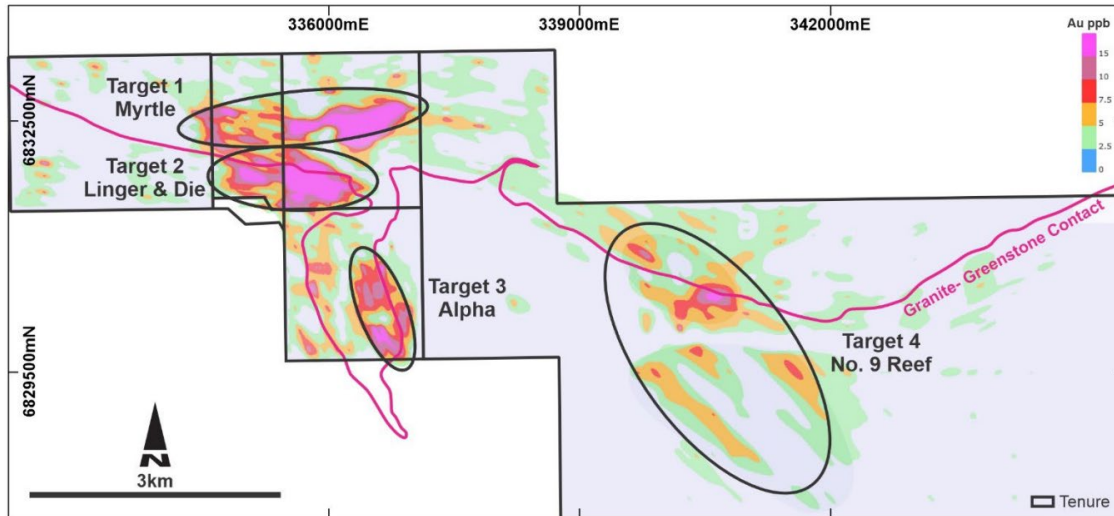 336000mE
339000mE
342000mE
Au ppb
15
10
7.5
5
2.5
0
6832500mN
6829500mN
Target 1
Myrtle
Target 2
Linger & Die
Target 3
Alpha
Target 4
No. 9 Reef
Granite- Greenstone Contact
N
3km
Tenure